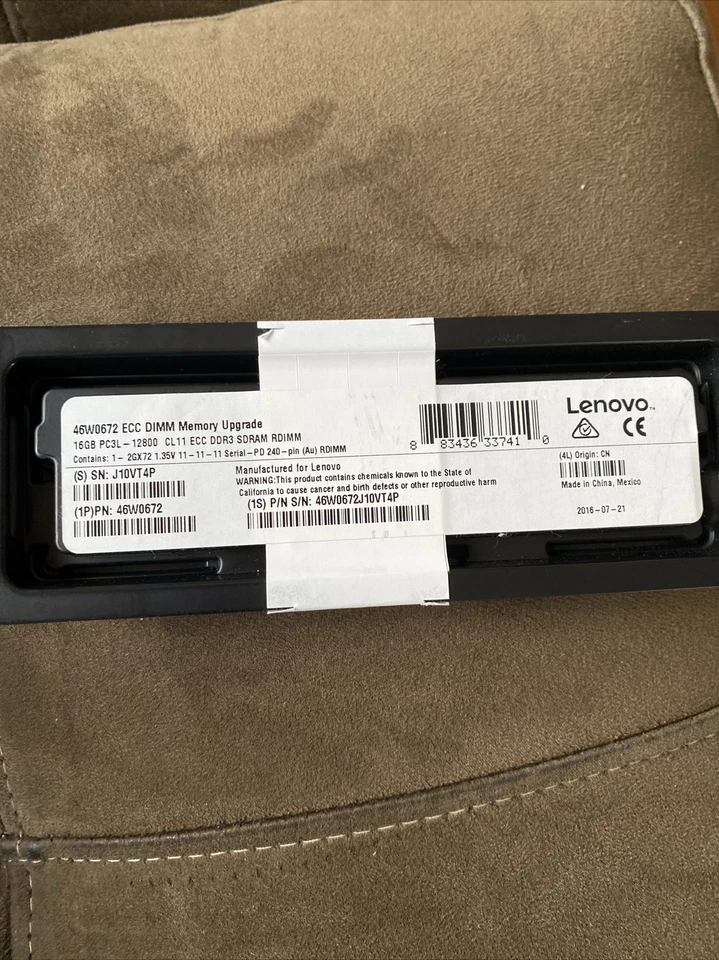 46W0672 ECC DIMM Memory Upgrade
16GB PC3L-12800 CL11 ECC DDR3 SDRAM RDIMM
Contains: 1-2GX72 1.35V 11-11-11 Serial-PD 240-pin (Au) RDIMM
(S) SN: J10VT4P
(1P)PN: 46W0672
Manufactured for Lenovo
WARNING:This product contains chemicals known to the State of
California to cause cancer and birth defects or other reproductive harm
(1S) P/N S/N: 46W0672J10VT4P
8 83436 33741 0
Lenovo™
CE
(4L) Origin: CN
Made in China, Mexico
2016-07-21